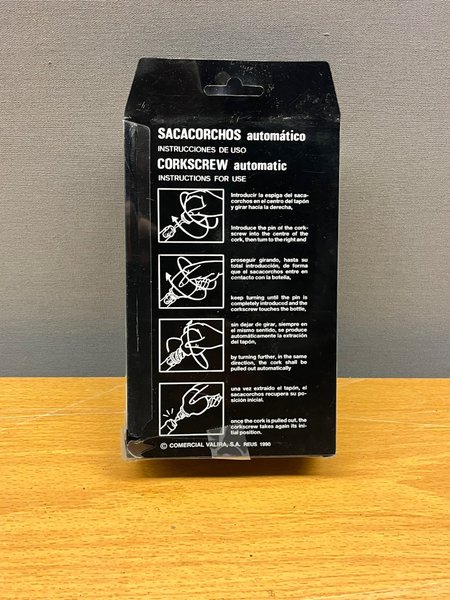 SACACORCHOS automático
INSTRUCCIONES DE USO
CORKSCREW automatic
INSTRUCTIONS FOR USE
Introducir la espiga del saca-
corchos en el centro del tapón
y girar hacia la derecha,
Introduce the pin of the cork-
screw into the centre of the
cork, then turn to the right and
proseguir girando, hasta su
total introducción, de forma
que el sacacorchos entre en
contacto con la botella,
keep turning until the pin is
completely introduced and the
corkscrew touches the bottle,
sin dejar de girar, siempre en
el mismo sentido, se produce
automáticamente la extracción
del tapón,
by turning further, in the same
direction, the cork shall be
pulled out automatically
una vez extraido el tapón, el
sacacorchos recupera su po-
sición inicial.
once the cork is pulled out, the
corkscrew takes again its ini-
tial position.
© COMERCIAL VALIRA, S.A. REUS 1990